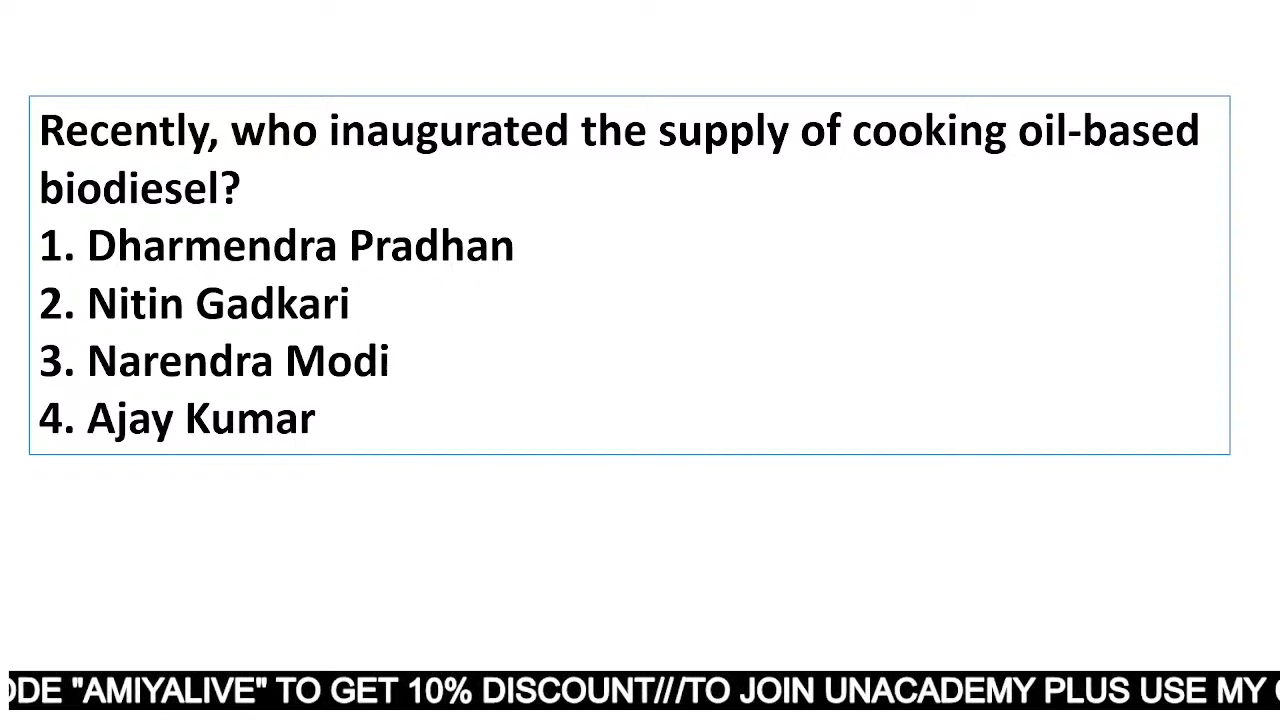 Recently, who inaugurated the supply of cooking oil-based
biodiesel?
1. Dharmendra Pradhan
2. Nitin Gadkari
3. Narendra Modi
4. Ajay Kumar
"AMIYALIVE" TO GET 10% DISCOUNT///TO JOIN UNACADEMY PLUS USE MY